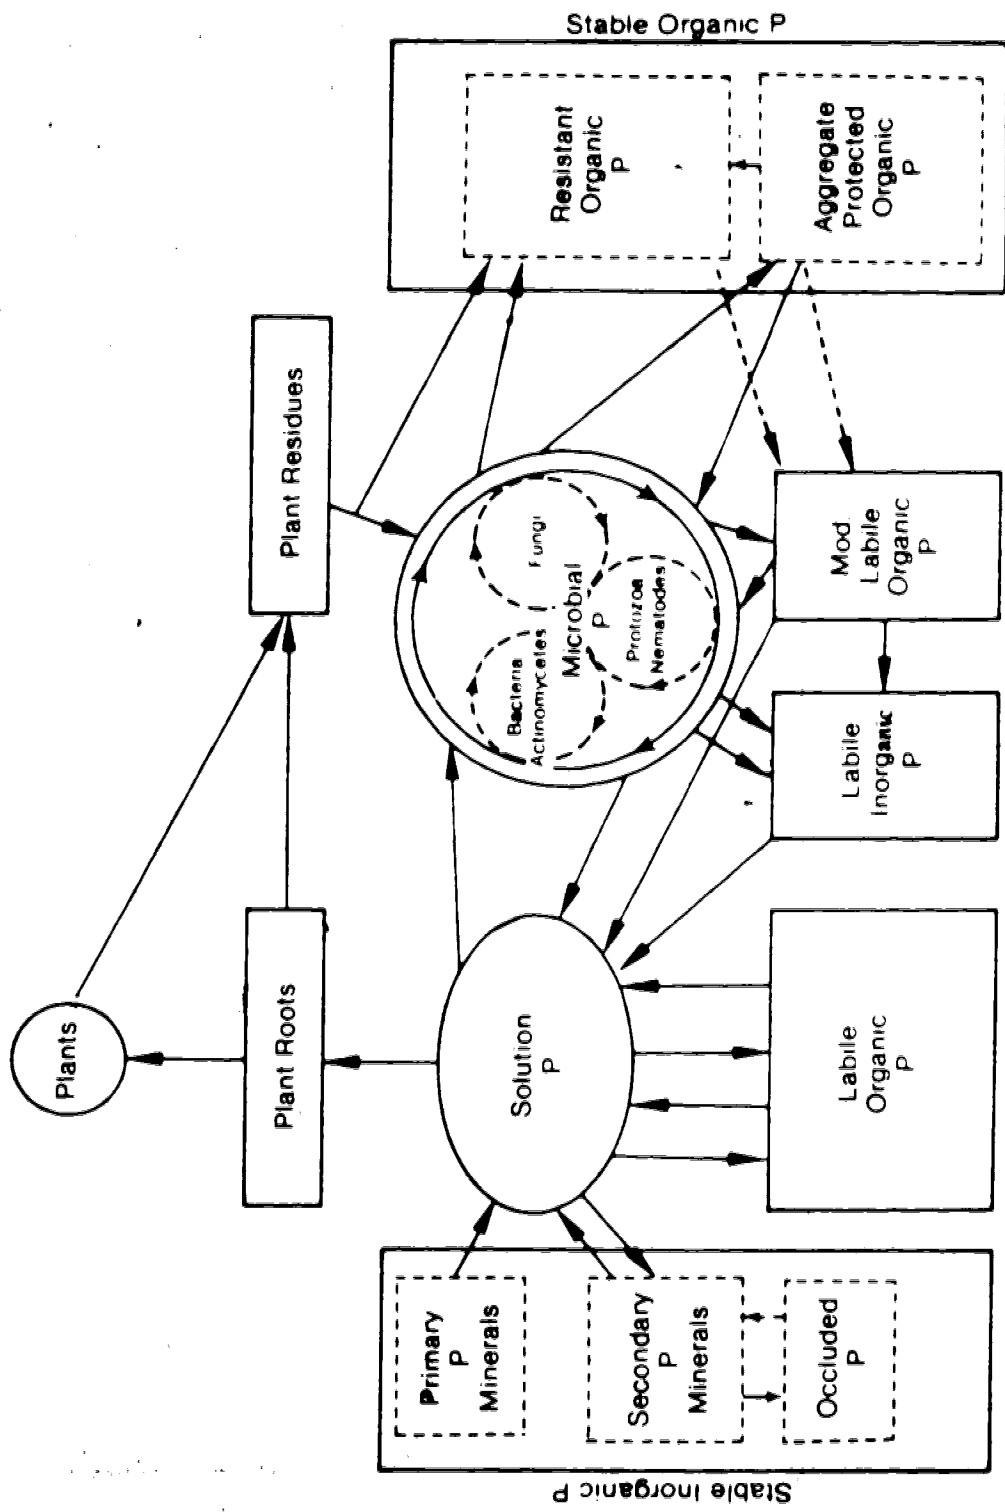 Stable Organic P
Plants
Plant Roots
Plant Residues
Solution
P
Bacteria
Actinomycetes
Fungi
Microbial
P
Protozoa
Nematodes
Resistant
Organic
P
Aggregate
Protected
Organic
P
Primary
P
Minerals
Secondary
P
Minerals
Occluded
P
Labile
Organic
P
Labile
Inorganic
P
Mod.
Labile
Organic
P
Stable Inorganic P